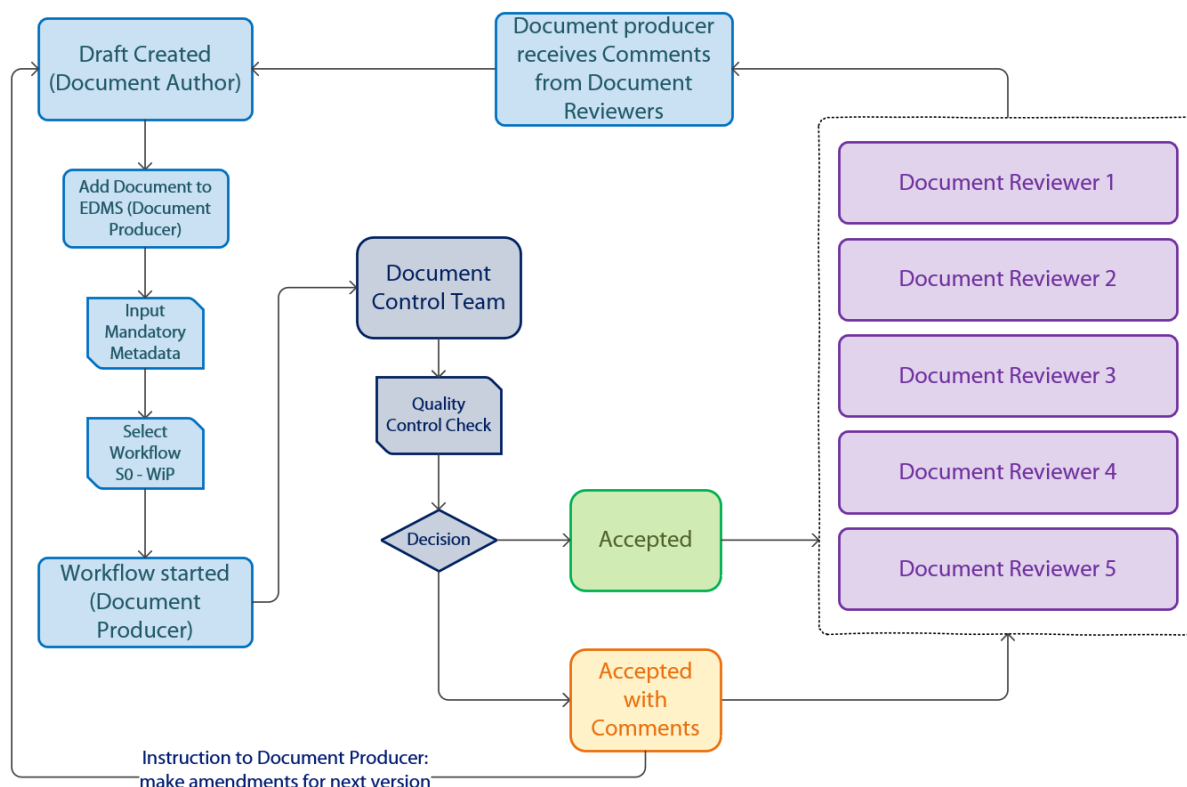 Draft Created
(Document Author)
Document producer
receives Comments
from Document
Reviewers
Add Document to
EDMS (Document
Producer)
Input
Mandatory
Metadata
Select
Workflow
S0 - WiP
Workflow started
(Document
Producer)
Document
Control Team
Quality
Control Check
Decision
Accepted
Accepted
with
Comments
Document Reviewer 1
Document Reviewer 2
Document Reviewer 3
Document Reviewer 4
Document Reviewer 5
Instruction to Document Producer:
make amendments for next version